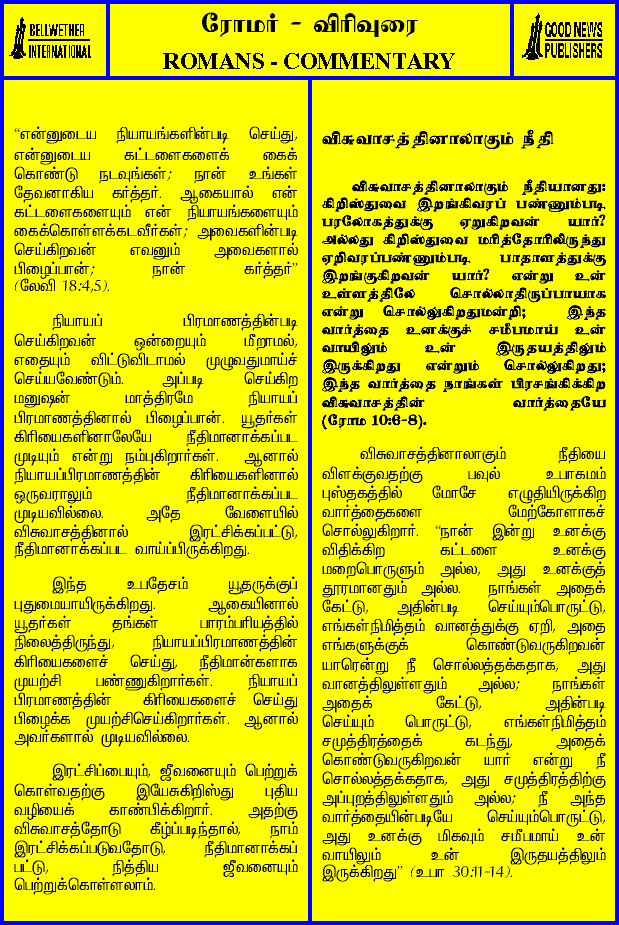 BELLWETHER
INTERNATIONAL
ரோமர் - விரிவுரை
ROMANS - COMMENTARY
GOOD NEWS
PUBLISHERS
“என்னுடைய நியாயங்களின்படி செய்து,
என்னுடைய கட்டளைகளைக் கைக்
கொண்டு நடவுங்கள்; நான் உங்கள்
தேவனாகிய கர்த்தர். ஆகையால் என்
கட்டளைகளையும் என் நியாயங்களையும்
கைக்கொள்ளக்கடவீர்கள்; அவைகளின்படி
செய்கிறவன் எவனும் அவைகளால்
பிழைப்பான்; நான் கர்த்தர்”
(லேவி 18:4,5).
நியாயப் பிரமாணத்தின்படி
செய்கிறவன் ஒன்றையும் மீறாமல்,
எதையும் விட்டுவிடாமல் முழுவதுமாய்ச்
செய்யவேண்டும். அப்படி செய்கிற
மனுஷன் மாத்திரமே நியாயப்
பிரமாணத்தினால் பிழைப்பான். யூதர்கள்
கிரியைகளினாலேயே நீதிமானாக்கப்பட
முடியும் என்று நம்புகிறார்கள். ஆனால்
நியாயப்பிரமாணத்தின் கிரியைகளினால்
ஒருவராலும் நீதிமானாக்கப்பட
முடியவில்லை. அதே வேளையில்
விசுவாசத்தினால் இரட்சிக்கப்பட்டு,
நீதிமானாக்கப்பட வாய்ப்பிருக்கிறது.
இந்த உபதேசம் யூதருக்குப்
புதுமையாயிருக்கிறது. ஆகையினால்
யூதர்கள் தங்கள் பாரம்பரியத்தில்
நிலைத்திருந்து, நியாயப்பிரமாணத்தின்
கிரியைகளைச் செய்து, நீதிமான்களாக
முயற்சி பண்ணுகிறார்கள். நியாயப்
பிரமாணத்தின் கிரியைகளைச் செய்து
பிழைக்க முயற்சிசெய்கிறார்கள். ஆனால்
அவர்களால் முடியவில்லை.
இரட்சிப்பையும், ஜீவனையும் பெற்றுக்
கொள்வதற்கு இயேசுகிறிஸ்து புதிய
வழியைக் காண்பிக்கிறார். அதற்கு
விசுவாசத்தோடு கீழ்ப்படிந்தால், நாம்
இரட்சிக்கப்படுவதோடு, நீதிமானாக்கப்
பட்டு, நித்திய ஜீவனையும்
பெற்றுக்கொள்ளலாம்.
விசுவாசத்தினாலாகும் நீதி
விசுவாசத்தினாலாகும் நீதியானது:
கிறிஸ்துவை இறங்கிவரப் பண்ணும்படி,
பரலோகத்துக்கு ஏறுகிறவன் யார்?
அல்லது கிறிஸ்துவை மரித்தோரிலிருந்து
ஏறிவரப்பண்ணும்படி, பாதாளத்துக்கு
இறங்குகிறவன் யார்? என்று உன்
உள்ளத்திலே சொல்லாதிருப்பாயாக
என்று சொல்லுகிறதுமன்றி; இந்த
வார்த்தை உனக்குச் சமீபமாய் உன்
வாயிலும் உன் இருதயத்திலும்
இருக்கிறது என்றும் சொல்லுகிறது;
இந்த வார்த்தை நாங்கள் பிரசங்கிக்கிற
விசுவாசத்தின் வார்த்தையே
(ரோம 10:6-8).
விசுவாசத்தினாலாகும் நீதியை
விளக்குவதற்கு பவுல் உபாகமம்
புஸ்தகத்தில் மோசே எழுதியிருக்கிற
வார்த்தைகளை மேற்கோளாகச்
சொல்லுகிறார். “நான் இன்று உனக்கு
விதிக்கிற கட்டளை உனக்கு
மறைபொருளும் அல்ல, அது உனக்குத்
தூரமானதும் அல்ல. நாங்கள் அதைக்
கேட்டு, அதின்படி செய்யும்பொருட்டு,
எங்கள்நிமித்தம் வானத்துக்கு ஏறி, அதை
எங்களுக்குக் கொண்டுவருகிறவன்
யாரென்று நீ சொல்லத்தக்கதாக, அது
வானத்திலுள்ளதும் அல்ல; நாங்கள்
அதைக் கேட்டு, அதின்படி
செய்யும் பொருட்டு, எங்கள்நிமித்தம்
சமுத்திரத்தைக் கடந்து, அதைக்
கொண்டுவருகிறவன் யார் என்று நீ
சொல்லத்தக்கதாக, அது சமுத்திரத்திற்கு
அப்புறத்திலுள்ளதும் அல்ல; நீ அந்த
வார்த்தையின்படியே செய்யும்பொருட்டு,
அது உனக்கு மிகவும் சமீபமாய் உன்
வாயிலும் உன் இருதயத்திலும்
இருக்கிறது” (உபா 30:11-14).